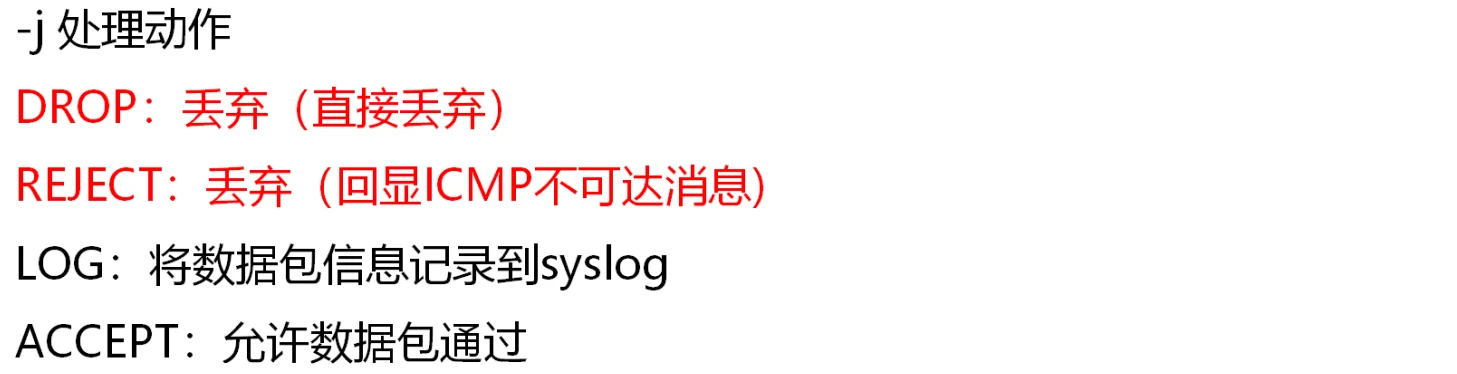 -j 处理动作
DROP：丢弃（直接丢弃）
REJECT：丢弃（回显ICMP不可达消息)
LOG：将数据包信息记录到syslog
ACCEPT：允许数据包通过